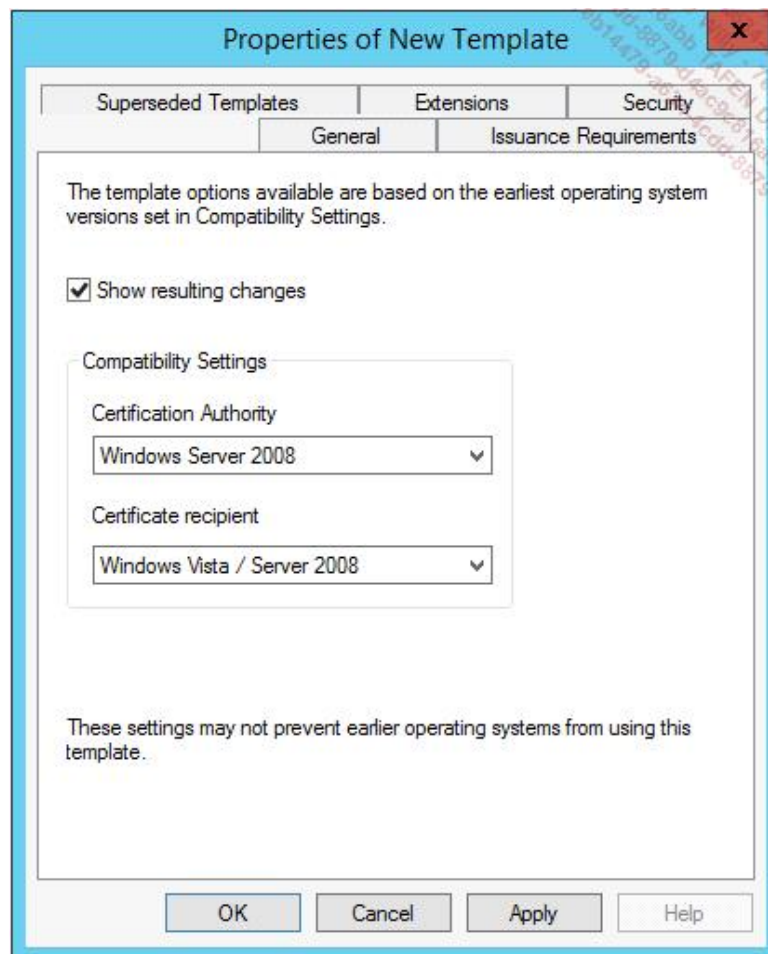 Properties of New Template
x
Superseded Templates Extensions Security
General Issuance Requirements
The template options available are based on the earliest operating system
versions set in Compatibility Settings.
Show resulting changes
Compatibility Settings
Certification Authority
Windows Server 2008
Certificate recipient
Windows Vista / Server 2008
These settings may not prevent earlier operating systems from using this
template.
OK Cancel Apply Help